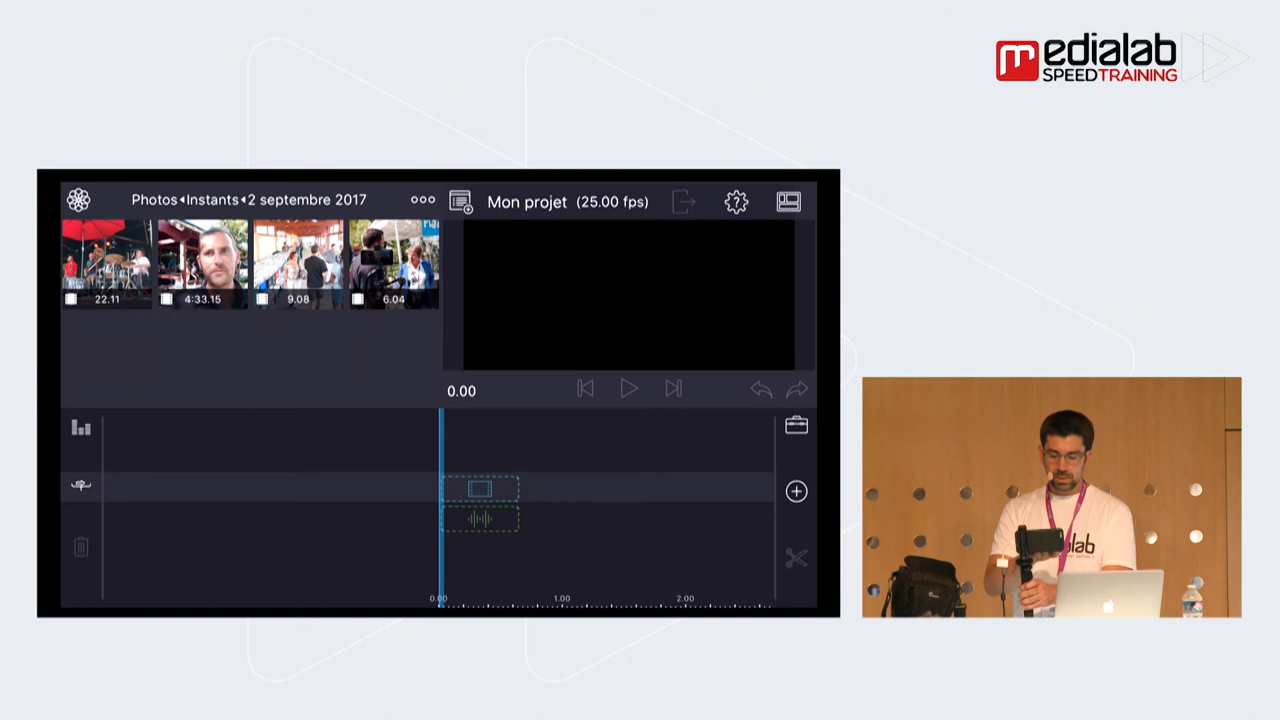 medialab
SPEEDTRAINING
Photos◂Instants◂2 septembre 2017
Mon projet (25.00 fps)
22.11
4:33.15
9.08
6.04
0.00
0.00
1.00
2.00
lab